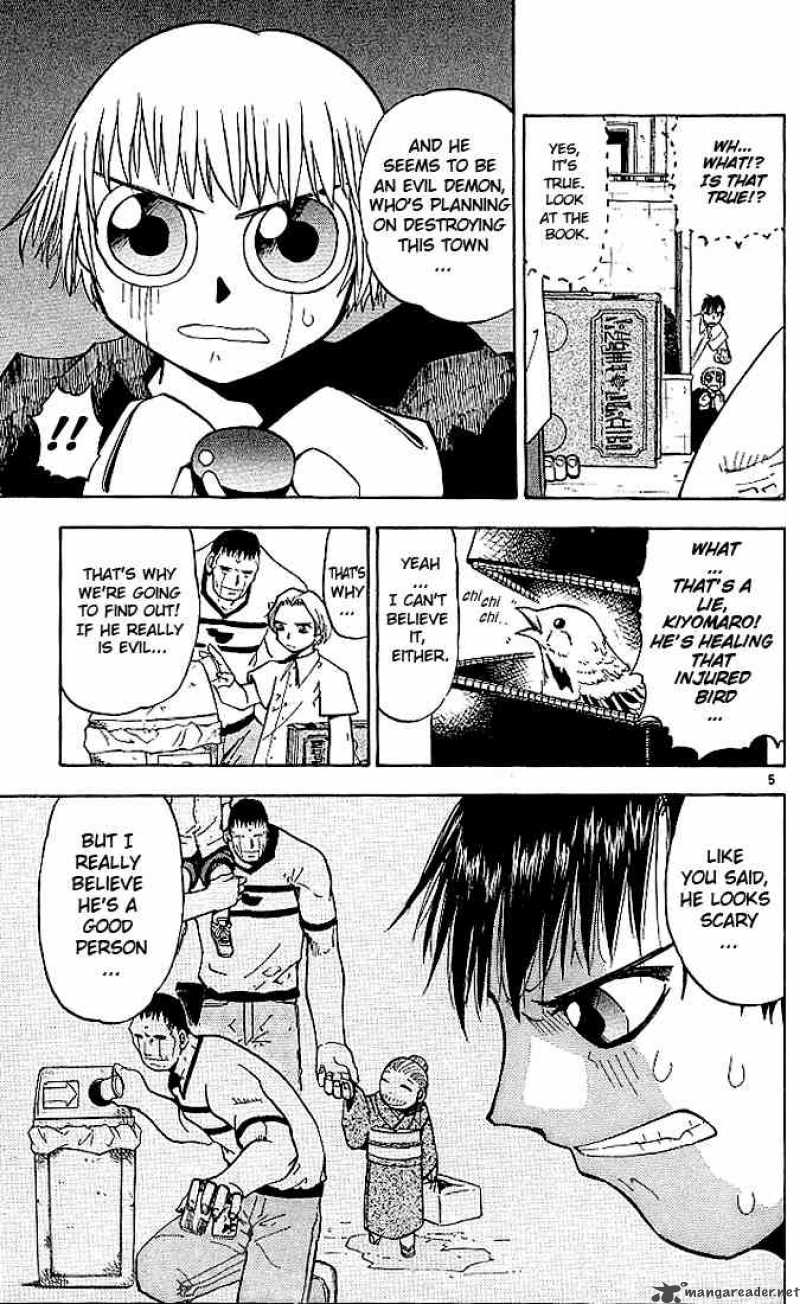 WH...
WHAT!?
IS THAT
TRUE!?
YES,
IT'S
TRUE.
LOOK
AT THE
BOOK.
AND HE
SEEMS TO BE
AN EVIL DEMON,
WHO'S PLANNING
ON DESTROYING
THIS TOWN
...
!!
WHAT
...
THAT'S A
LIE,
KIYOMARO!
HE'S HEALING
THAT
INJURED
BIRD
...
chi
chi
chi..
YEAH
...
I CAN'T
BELIEVE
IT,
EITHER.
THAT'S
WHY
...
THAT'S WHY
WE'RE GOING
TO FIND OUT!
IF HE REALLY
IS EVIL...
5
LIKE
YOU SAID,
HE LOOKS
SCARY
...
BUT I
REALLY
BELIEVE
HE'S A
GOOD
PERSON
...
mangareader.net